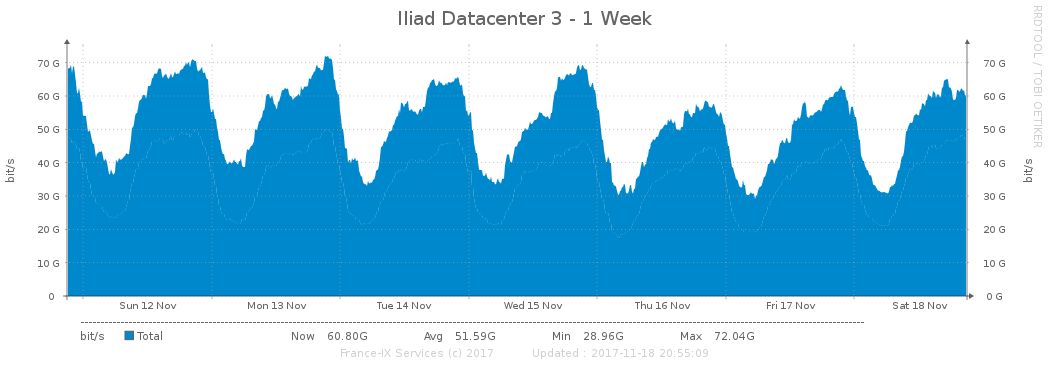 Iliad Datacenter 3 - 1 Week
RRDTOOL / TOBI OETIKER
bit/s
bit/s
70 G 70 G
60 G 60 G
50 G 50 G
40 G 40 G
30 G 30 G
20 G 20 G
10 G 10 G
0 0 G
Sun 12 Nov Mon 13 Nov Tue 14 Nov Wed 15 Nov Thu 16 Nov Fri 17 Nov Sat 18 Nov
bit/s Total Now 60.80G Avg 51.59G Min 28.96G Max 72.04G
France-IX Services (c) 2017 Updated : 2017-11-18 20:55:09